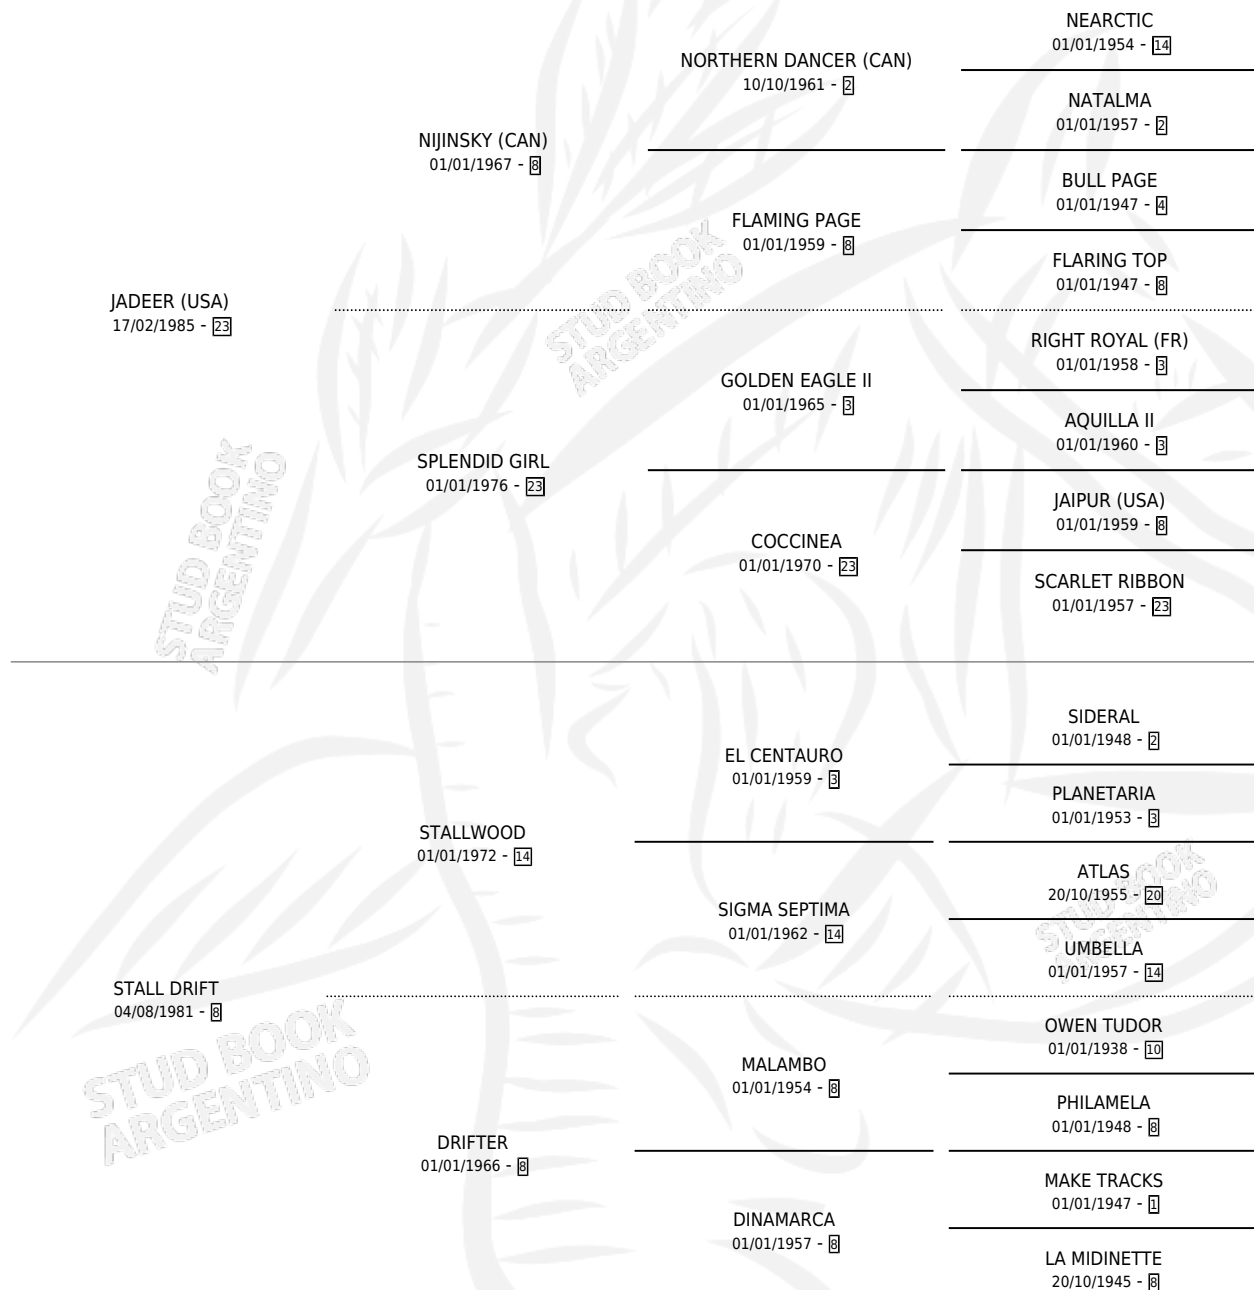 JADEER (USA)
17/02/1985 - 23
NIJINSKY (CAN)
01/01/1967 - 8
NORTHERN DANCER (CAN)
10/10/1961 - 2
NEARCTIC
01/01/1954 - 14
NATALMA
01/01/1957 - 2
FLAMING PAGE
01/01/1959 - 8
BULL PAGE
01/01/1947 - 4
FLARING TOP
01/01/1947 - 8
SPLENDID GIRL
01/01/1976 - 23
GOLDEN EAGLE II
01/01/1965 - 3
RIGHT ROYAL (FR)
01/01/1958 - 3
AQUILLA II
01/01/1960 - 3
COCCINEA
01/01/1970 - 23
JAIPUR (USA)
01/01/1959 - 8
SCARLET RIBBON
01/01/1957 - 23
STALL DRIFT
04/08/1981 - 8
STALLWOOD
01/01/1972 - 14
EL CENTAURO
01/01/1959 - 3
SIDERAL
01/01/1948 - 2
PLANETARIA
01/01/1953 - 3
SIGMA SEPTIMA
01/01/1962 - 14
ATLAS
20/10/1955 - 20
UMBELLA
01/01/1957 - 14
DRIFTER
01/01/1966 - 8
MALAMBO
01/01/1954 - 8
OWEN TUDOR
01/01/1938 - 10
PHILAMELA
01/01/1948 - 8
DINAMARCA
01/01/1957 - 8
MAKE TRACKS
01/01/1947 - 1
LA MIDINETTE
20/10/1945 - 8
STUD BOOK
ARGENTINO
STUD BOOK
ARGENTINO
STUD BOOK
ARGENTINO
STUD BOOK
ARGENTINO